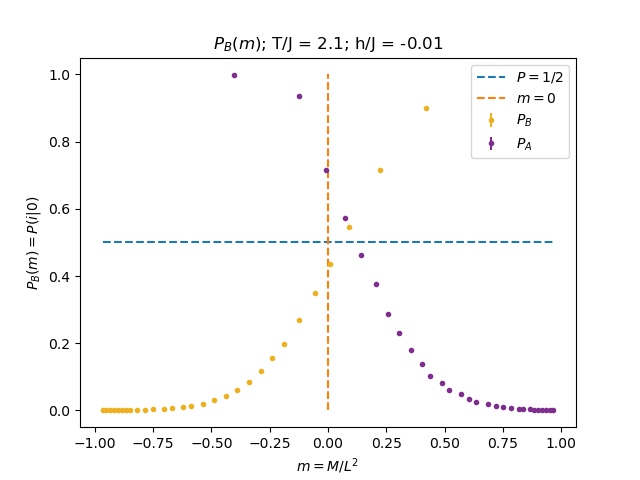 P_B(m); T/J = 2.1; h/J = -0.01
P = 1/2
m = 0
P_B
P_A
P_B(m) = P(i|0)
1.0
0.8
0.6
0.4
0.2
0.0
−1.00 −0.75 −0.50 −0.25 0.00 0.25 0.50 0.75 1.00
m = M/L²